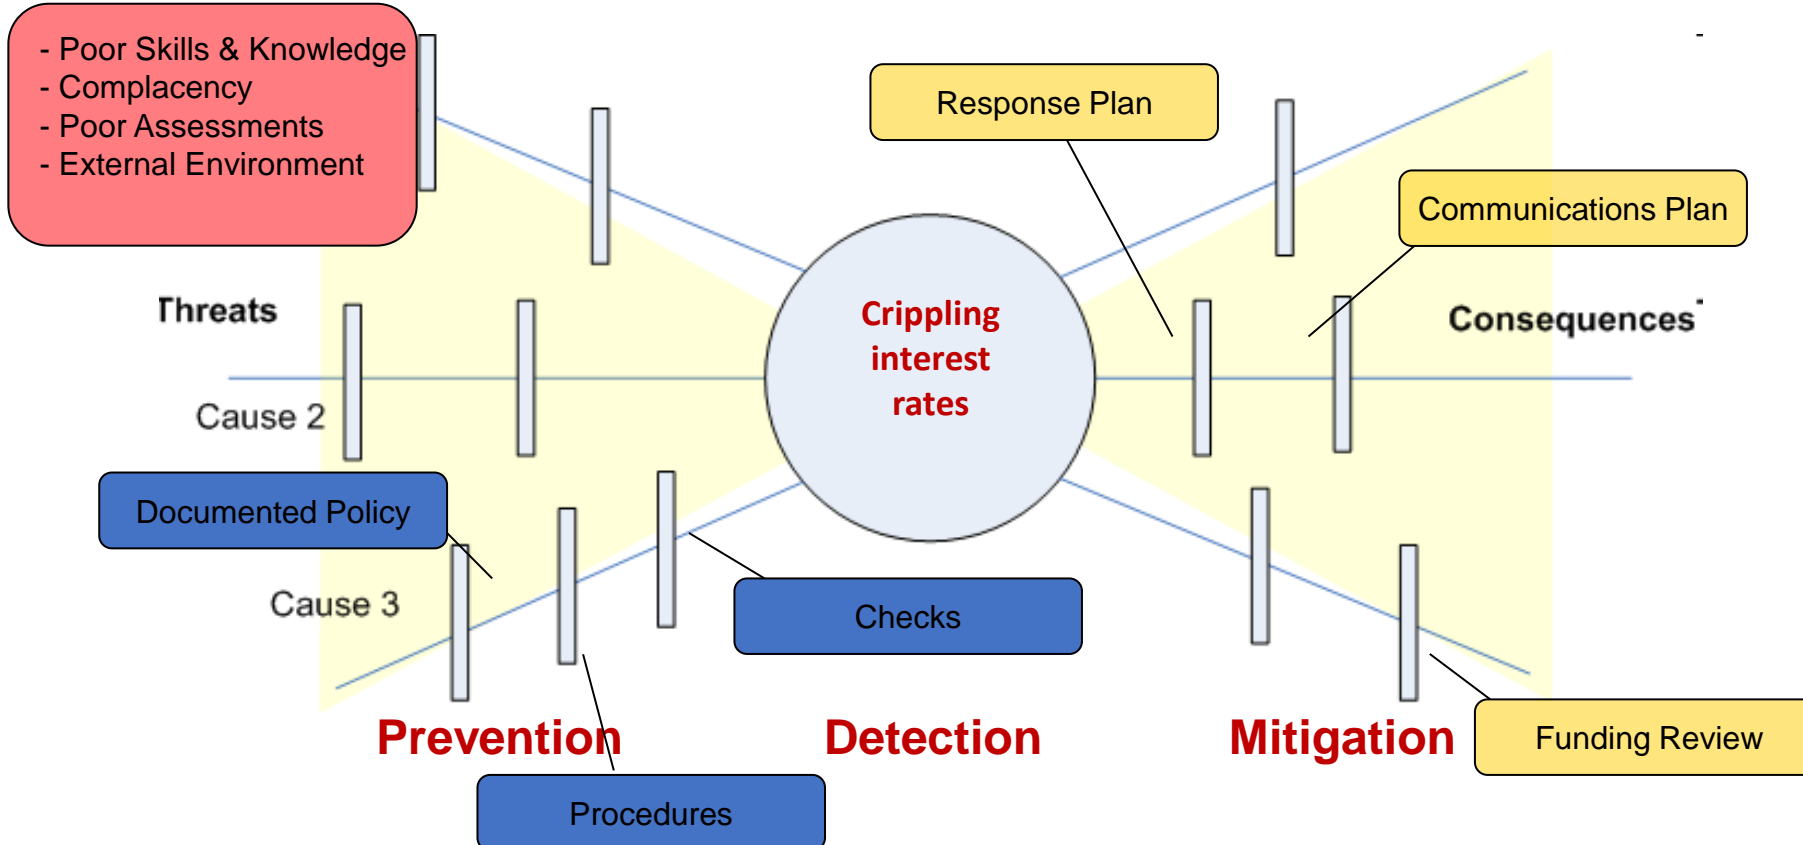 - Poor Skills & Knowledge
- Complacency
- Poor Assessments
- External Environment
Response Plan
Communications Plan
Threats
Crippling
interest
rates
Consequences
Cause 2
Documented Policy
Cause 3
Checks
Prevention
Detection
Mitigation
Funding Review
Procedures